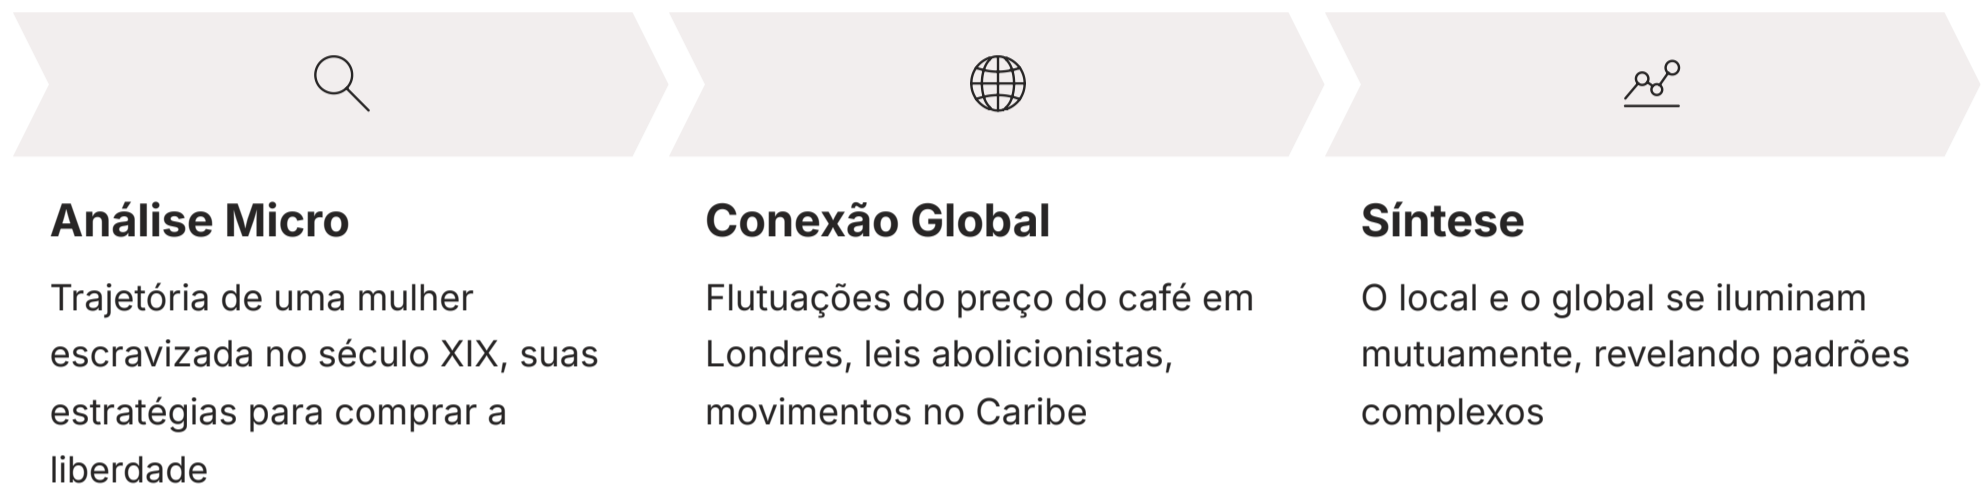 Análise Micro
Trajetória de uma mulher
escravizada no século XIX, suas
estratégias para comprar a
liberdade
Conexão Global
Flutuações do preço do café em
Londres, leis abolicionistas,
movimentos no Caribe
Síntese
O local e o global se iluminam
mutuamente, revelando padrões
complexos